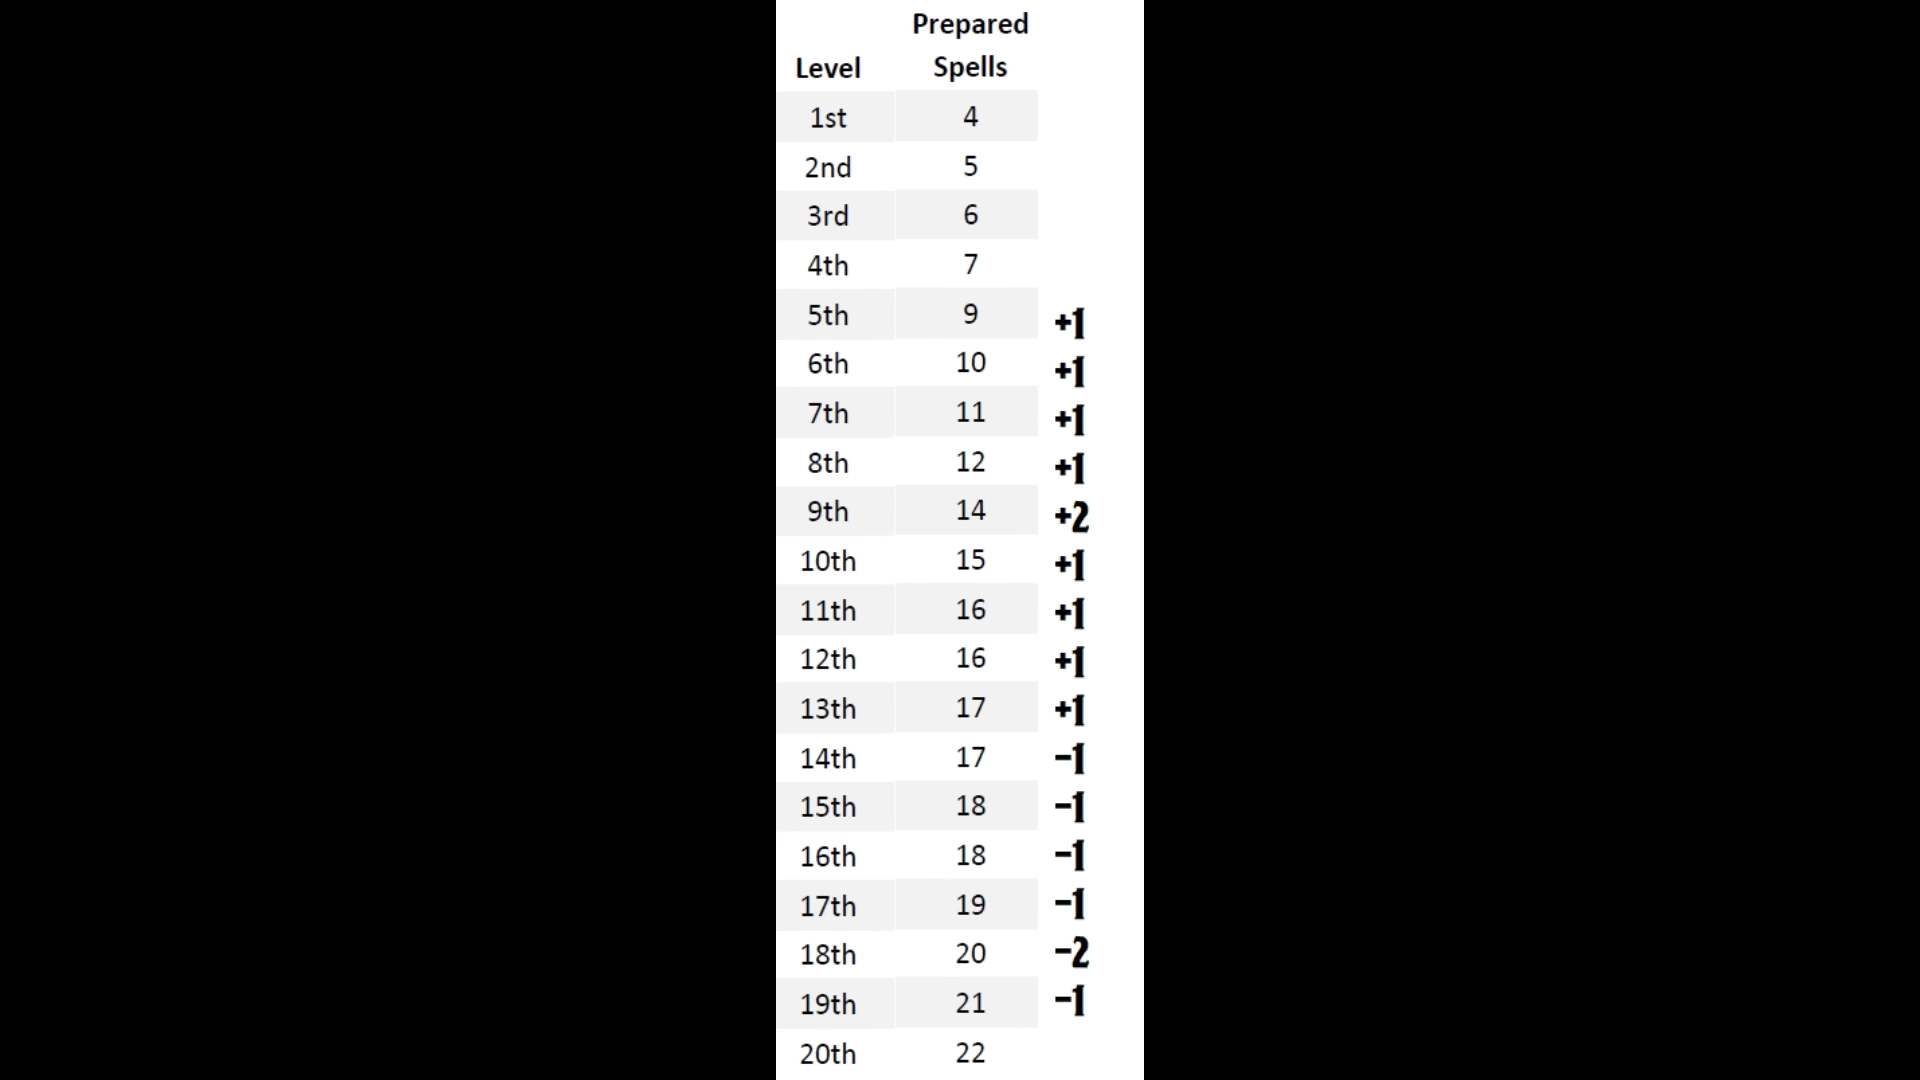 Prepared
Level Spells
1st 4
2nd 5
3rd 6
4th 7
5th 9 +1
6th 10 +1
7th 11 +1
8th 12 +1
9th 14 +2
10th 15 +1
11th 16 +1
12th 16 +1
13th 17 +1
14th 17 -1
15th 18 -1
16th 18 -1
17th 19 -1
18th 20 -2
19th 21 -1
20th 22